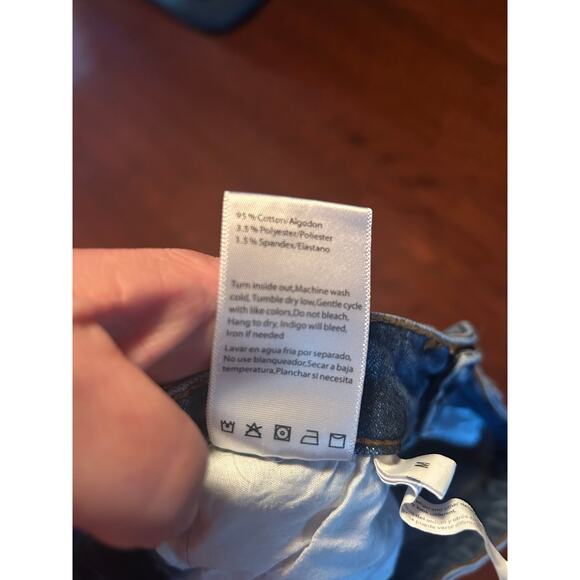 95 % Cotton/Algodon
3.5 % Polyester/Poliester
1.5 % Spandex/Elastano
Turn inside out,Machine wash
cold, Tumble dry low,Gentle cycle
with like colors,Do not bleach,
Hang to dry, Indigo will bleed,
Iron if needed
Lavar en agua fria por separado,
No use blanqueador,Secar a baja
temperatura,Planchar si necesita